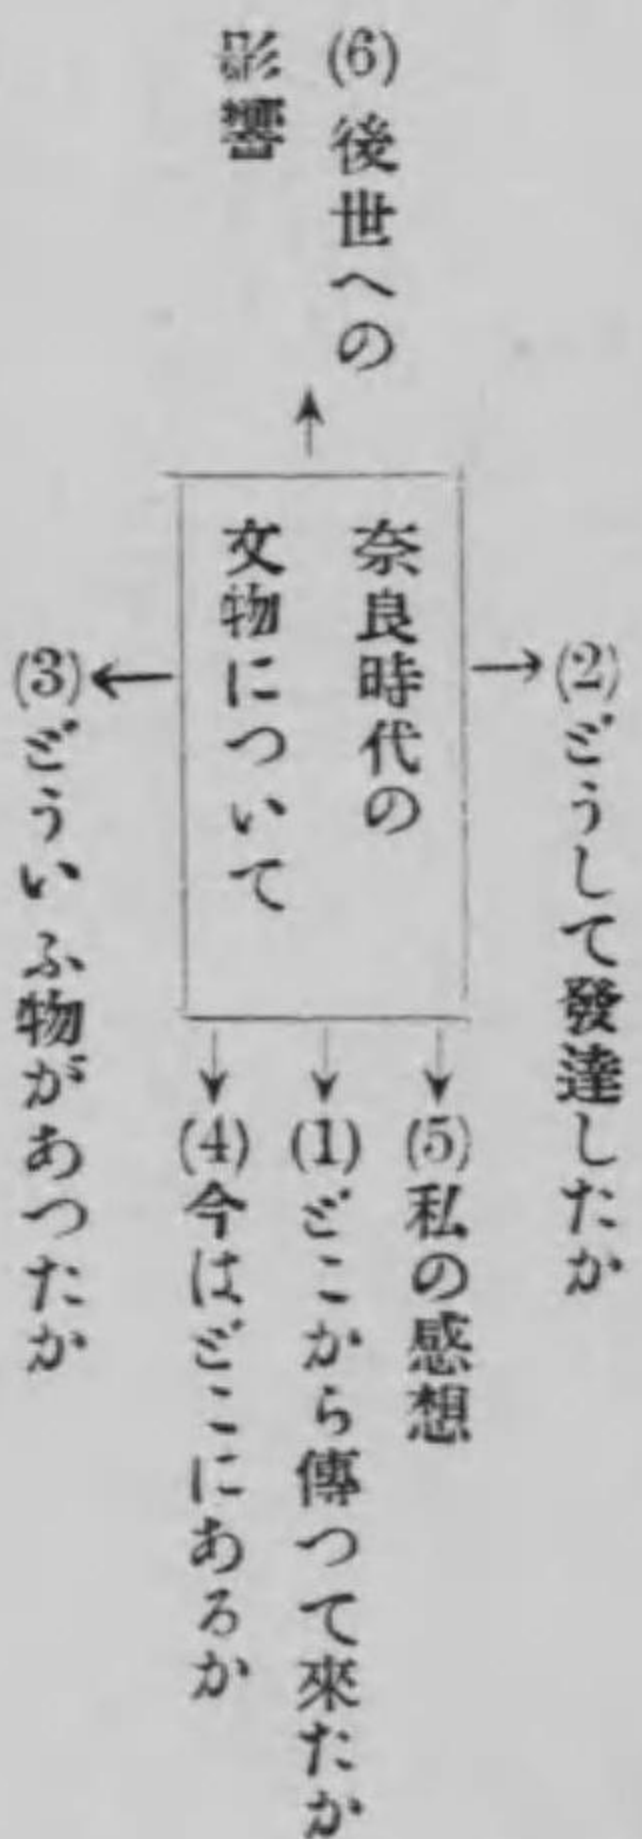 (2)どうして發達したか
奈良時代の
文物について
(5)私の感想
(1)どこから傳つて來たか
(4)今はどこにあるか
(6)後世への
影響
(3)どういふ物があつたか